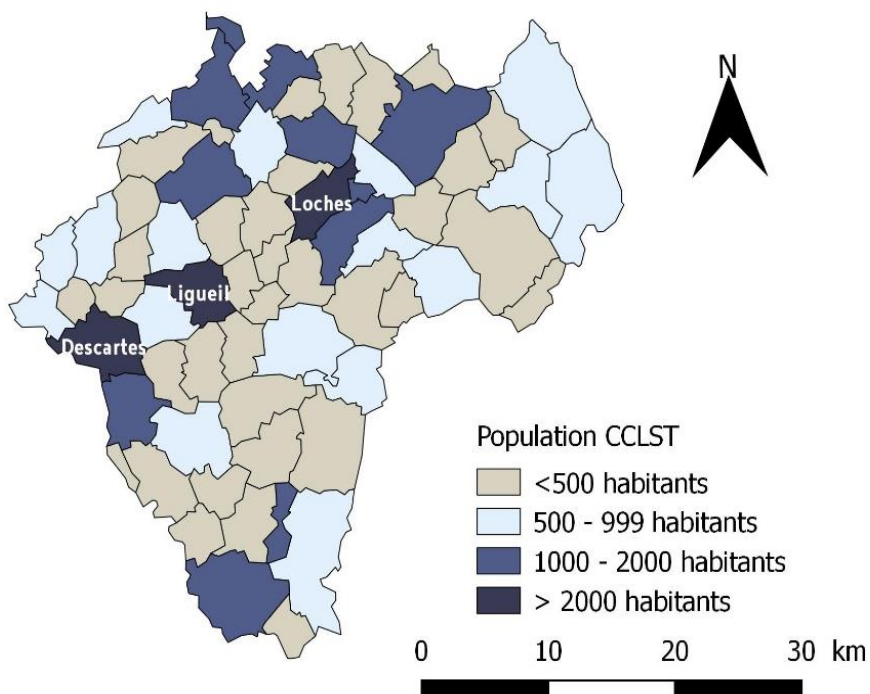 N
Loches
Ligueil
Descartes
Population CCLST
<500 habitants
500 - 999 habitants
1000 - 2000 habitants
> 2000 habitants
0 10 20 30 km